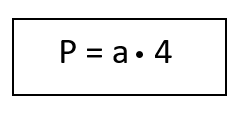 P = a • 4